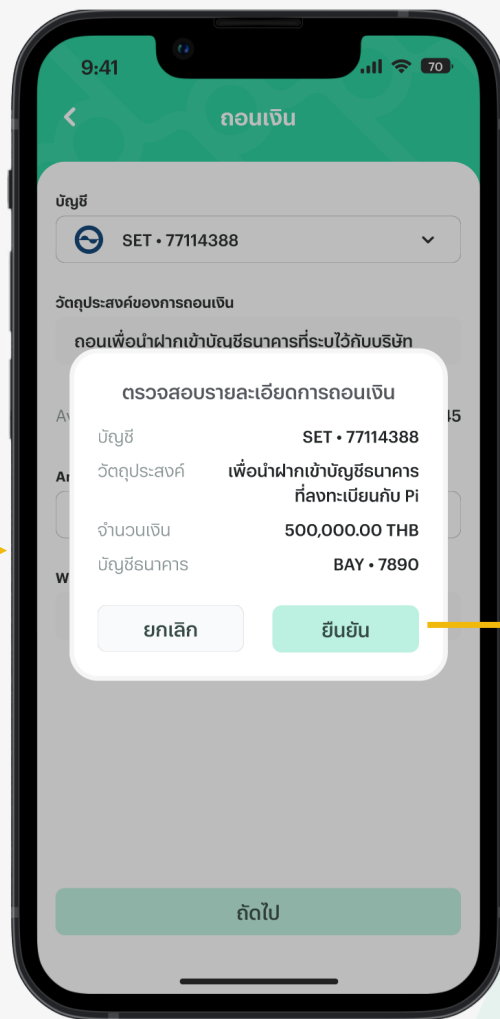 9:41
70
ถอนเงิน
บัญชี
SET • 77114388
วัตถุประสงค์ของการถอนเงิน
ถอนเพื่อนำฝากเข้าบัญชีธนาคารที่ระบุไว้กับบริษัท
ตรวจสอบรายละเอียดการถอนเงิน
บัญชี SET • 77114388
วัตถุประสงค์ เพื่อนำฝากเข้าบัญชีธนาคาร
ที่ลงทะเบียนกับ Pi
จำนวนเงิน 500,000.00 THB
บัญชีธนาคาร BAY • 7890
ยกเลิก ยืนยัน
ถัดไป